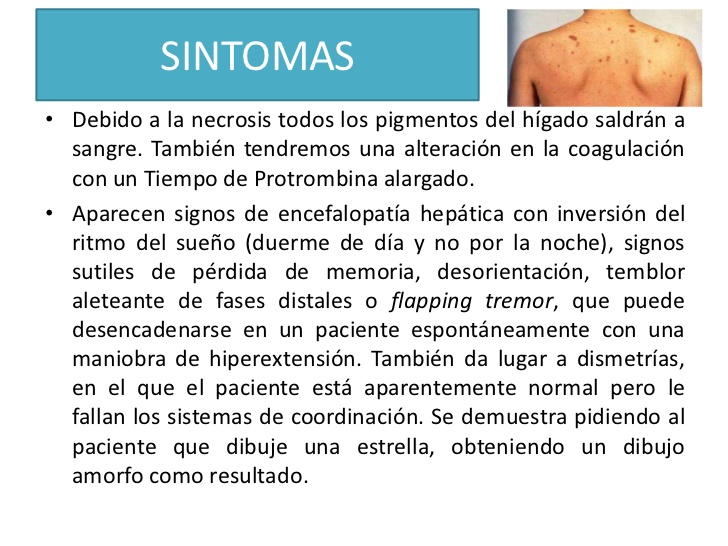 SINTOMAS
• Debido a la necrosis todos los pigmentos del hígado saldrán a
sangre. También tendremos una alteración en la coagulación
con un Tiempo de Protrombina alargado.
• Aparecen signos de encefalopatía hepática con inversión del
ritmo del sueño (duerme de día y no por la noche), signos
sutiles de pérdida de memoria, desorientación, temblor
aleteante de fases distales o flapping tremor, que puede
desencadenarse en un paciente espontáneamente con una
maniobra de hiperextensión. También da lugar a dismetrías,
en el que el paciente está aparentemente normal pero le
fallan los sistemas de coordinación. Se demuestra pidiendo al
paciente que dibuje una estrella, obteniendo un dibujo
amorfo como resultado.